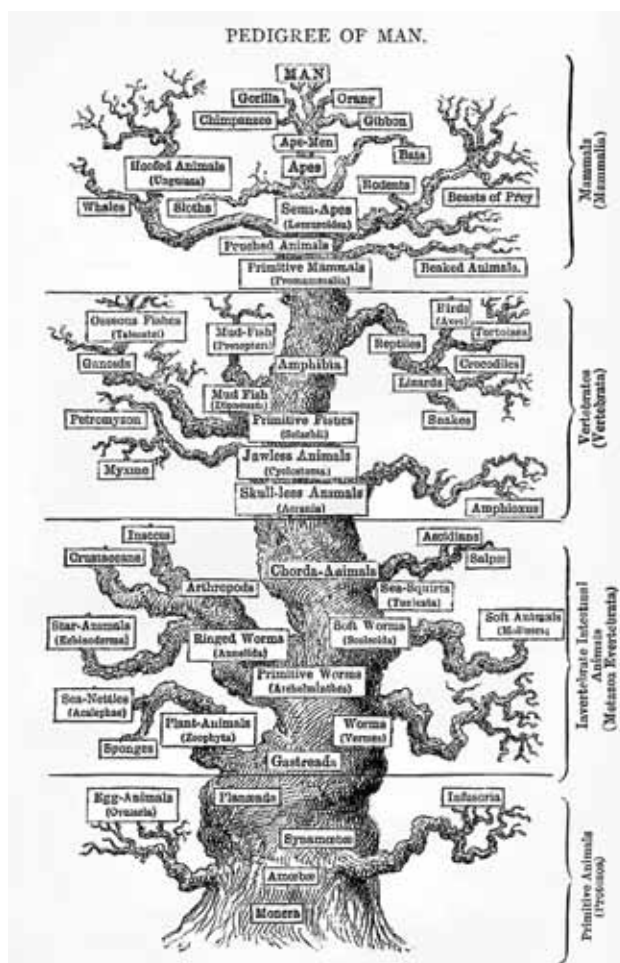 PEDIGREE OF MAN.
MAN
Gorilla
Orang
Chimpanzee
Gibbon
Ape-Men
Bats
Hoofed Animals
(Ungulata)
Apes
Rodents
Whales
Sloths
Semi-Apes
(Lemuroidea)
Beasts of Prey
Pouched Animals
Primitive Mammals
(Promammalia)
Beaked Animals.
Mammals
(Mammalia)
Osseous Fishes
(Teleostei)
Mud-Fish
(Protopteri)
Birds
(Aves)
Tortoises
Reptiles
Ganoids
Amphibia
Crocodiles
Lizards
Mud Fish
(Dipneusta)
Snakes
Petromyzon
Primitive Fishes
(Selachii)
Jawless Animals
(Cyclostoma)
Myxine
Skull-less Animals
(Acrania)
Amphioxus
Vertebrates
(Vertebrata)
Insects
Crustaceans
Ascidians
Salpæ
Chorda-Animals
Arthropods
Sea-Squirts
(Tunicata)
Star-Animals
(Echinoderma)
Ringed Worms
(Annelida)
Soft Worms
(Scolecida)
Soft Animals
(Mollusca)
Primitive Worms
(Archelminthes)
Sea-Nettles
(Acalephae)
Plant-Animals
(Zoophyta)
Worms
(Vermes)
Sponges
Gastreada
Invertebrate Intestinal
Animals
(Metazoa Evertebrata)
Egg-Animals
(Ovularia)
Planæada
Infusoria
Synamœbæ
Amœbæ
Monera
Primitive Animals
(Protozoa)